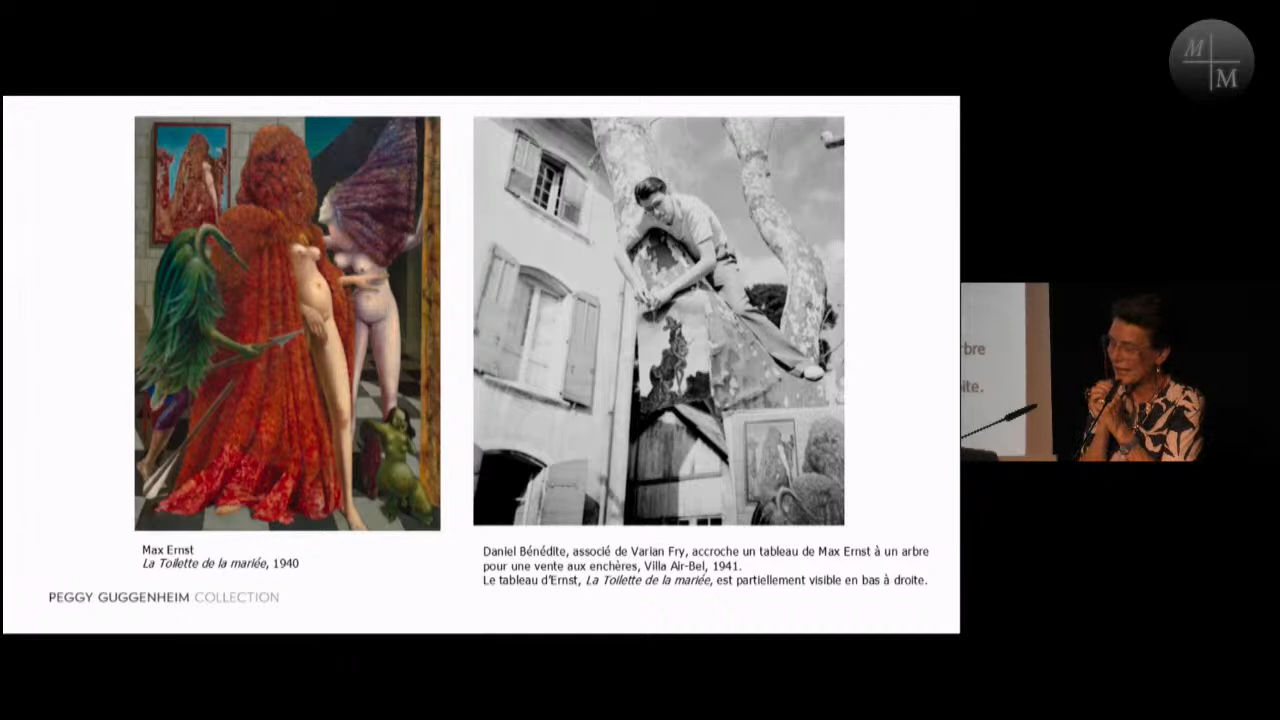 M
M
Max Ernst
La Toilette de la mariée, 1940
Daniel Bénédite, associé de Varian Fry, accroche un tableau de Max Ernst à un arbre
pour une vente aux enchères, Villa Air-Bel, 1941.
Le tableau d'Ernst, La Toilette de la mariée, est partiellement visible en bas à droite.
PEGGY GUGGENHEIM COLLECTION
rbre
ite.